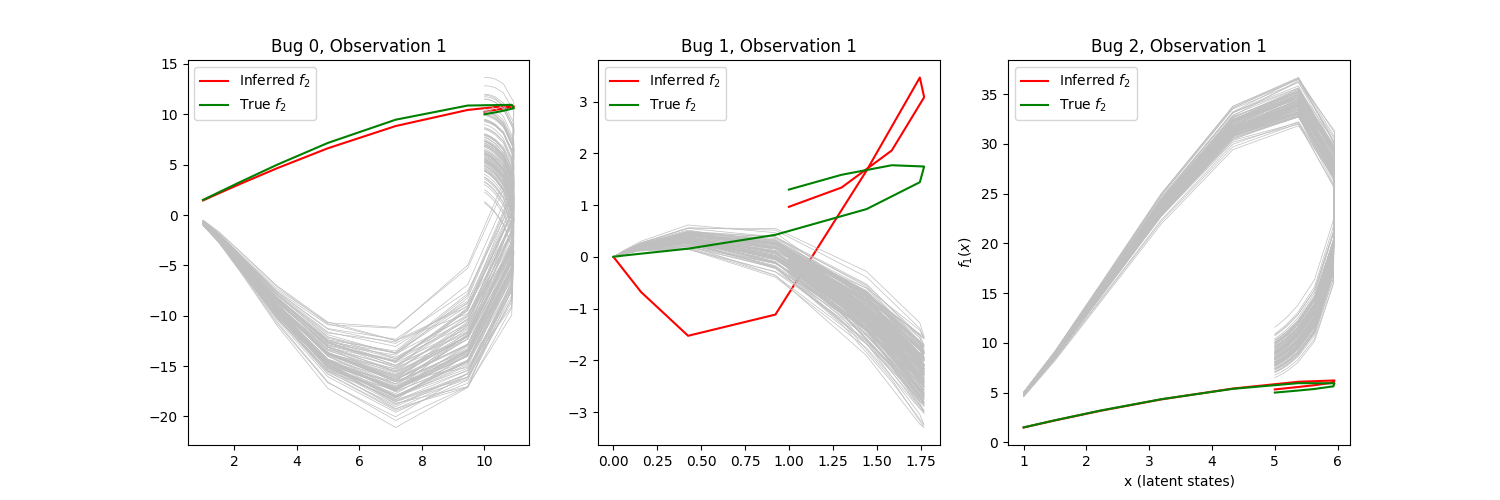 Bug 0, Observation 1
Inferred f₂
True f₂
15
10
5
0
−5
−10
−15
−20
2 4 6 8 10
Bug 1, Observation 1
Inferred f₂
True f₂
3
2
1
0
−1
−2
−3
0.00 0.25 0.50 0.75 1.00 1.25 1.50 1.75
Bug 2, Observation 1
Inferred f₂
True f₂
f₁(x)
35
30
25
20
15
10
5
0
1 2 3 4 5 6
x (latent states)